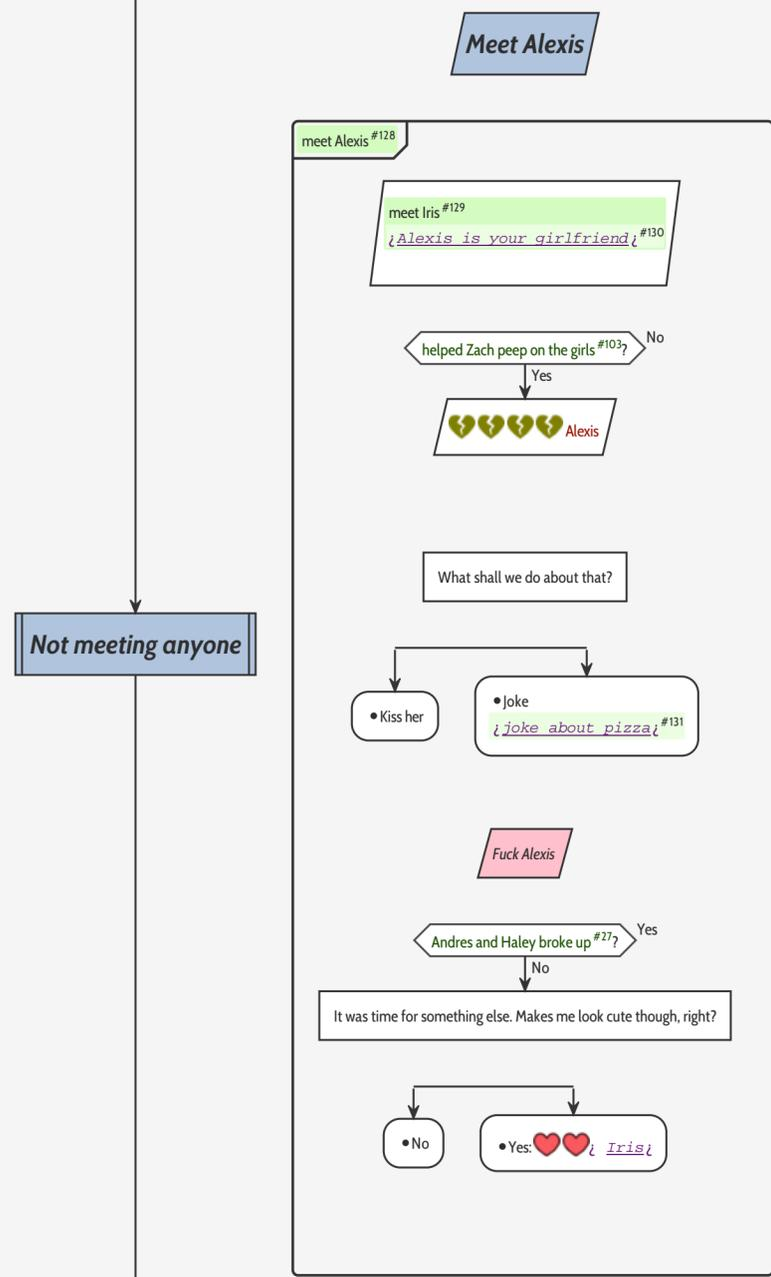 Meet Alexis
meet Alexis #128
meet Iris #129
¿Alexis is your girlfriend¿ #130
helped Zach peep on the girls #103?
No
Yes
Alexis
What shall we do about that?
Not meeting anyone
•Kiss her
•Joke
¿joke about pizza¿ #131
Fuck Alexis
Andres and Haley broke up #27?
Yes
No
It was time for something else. Makes me look cute though, right?
•No
•Yes: ¿ Iris¿